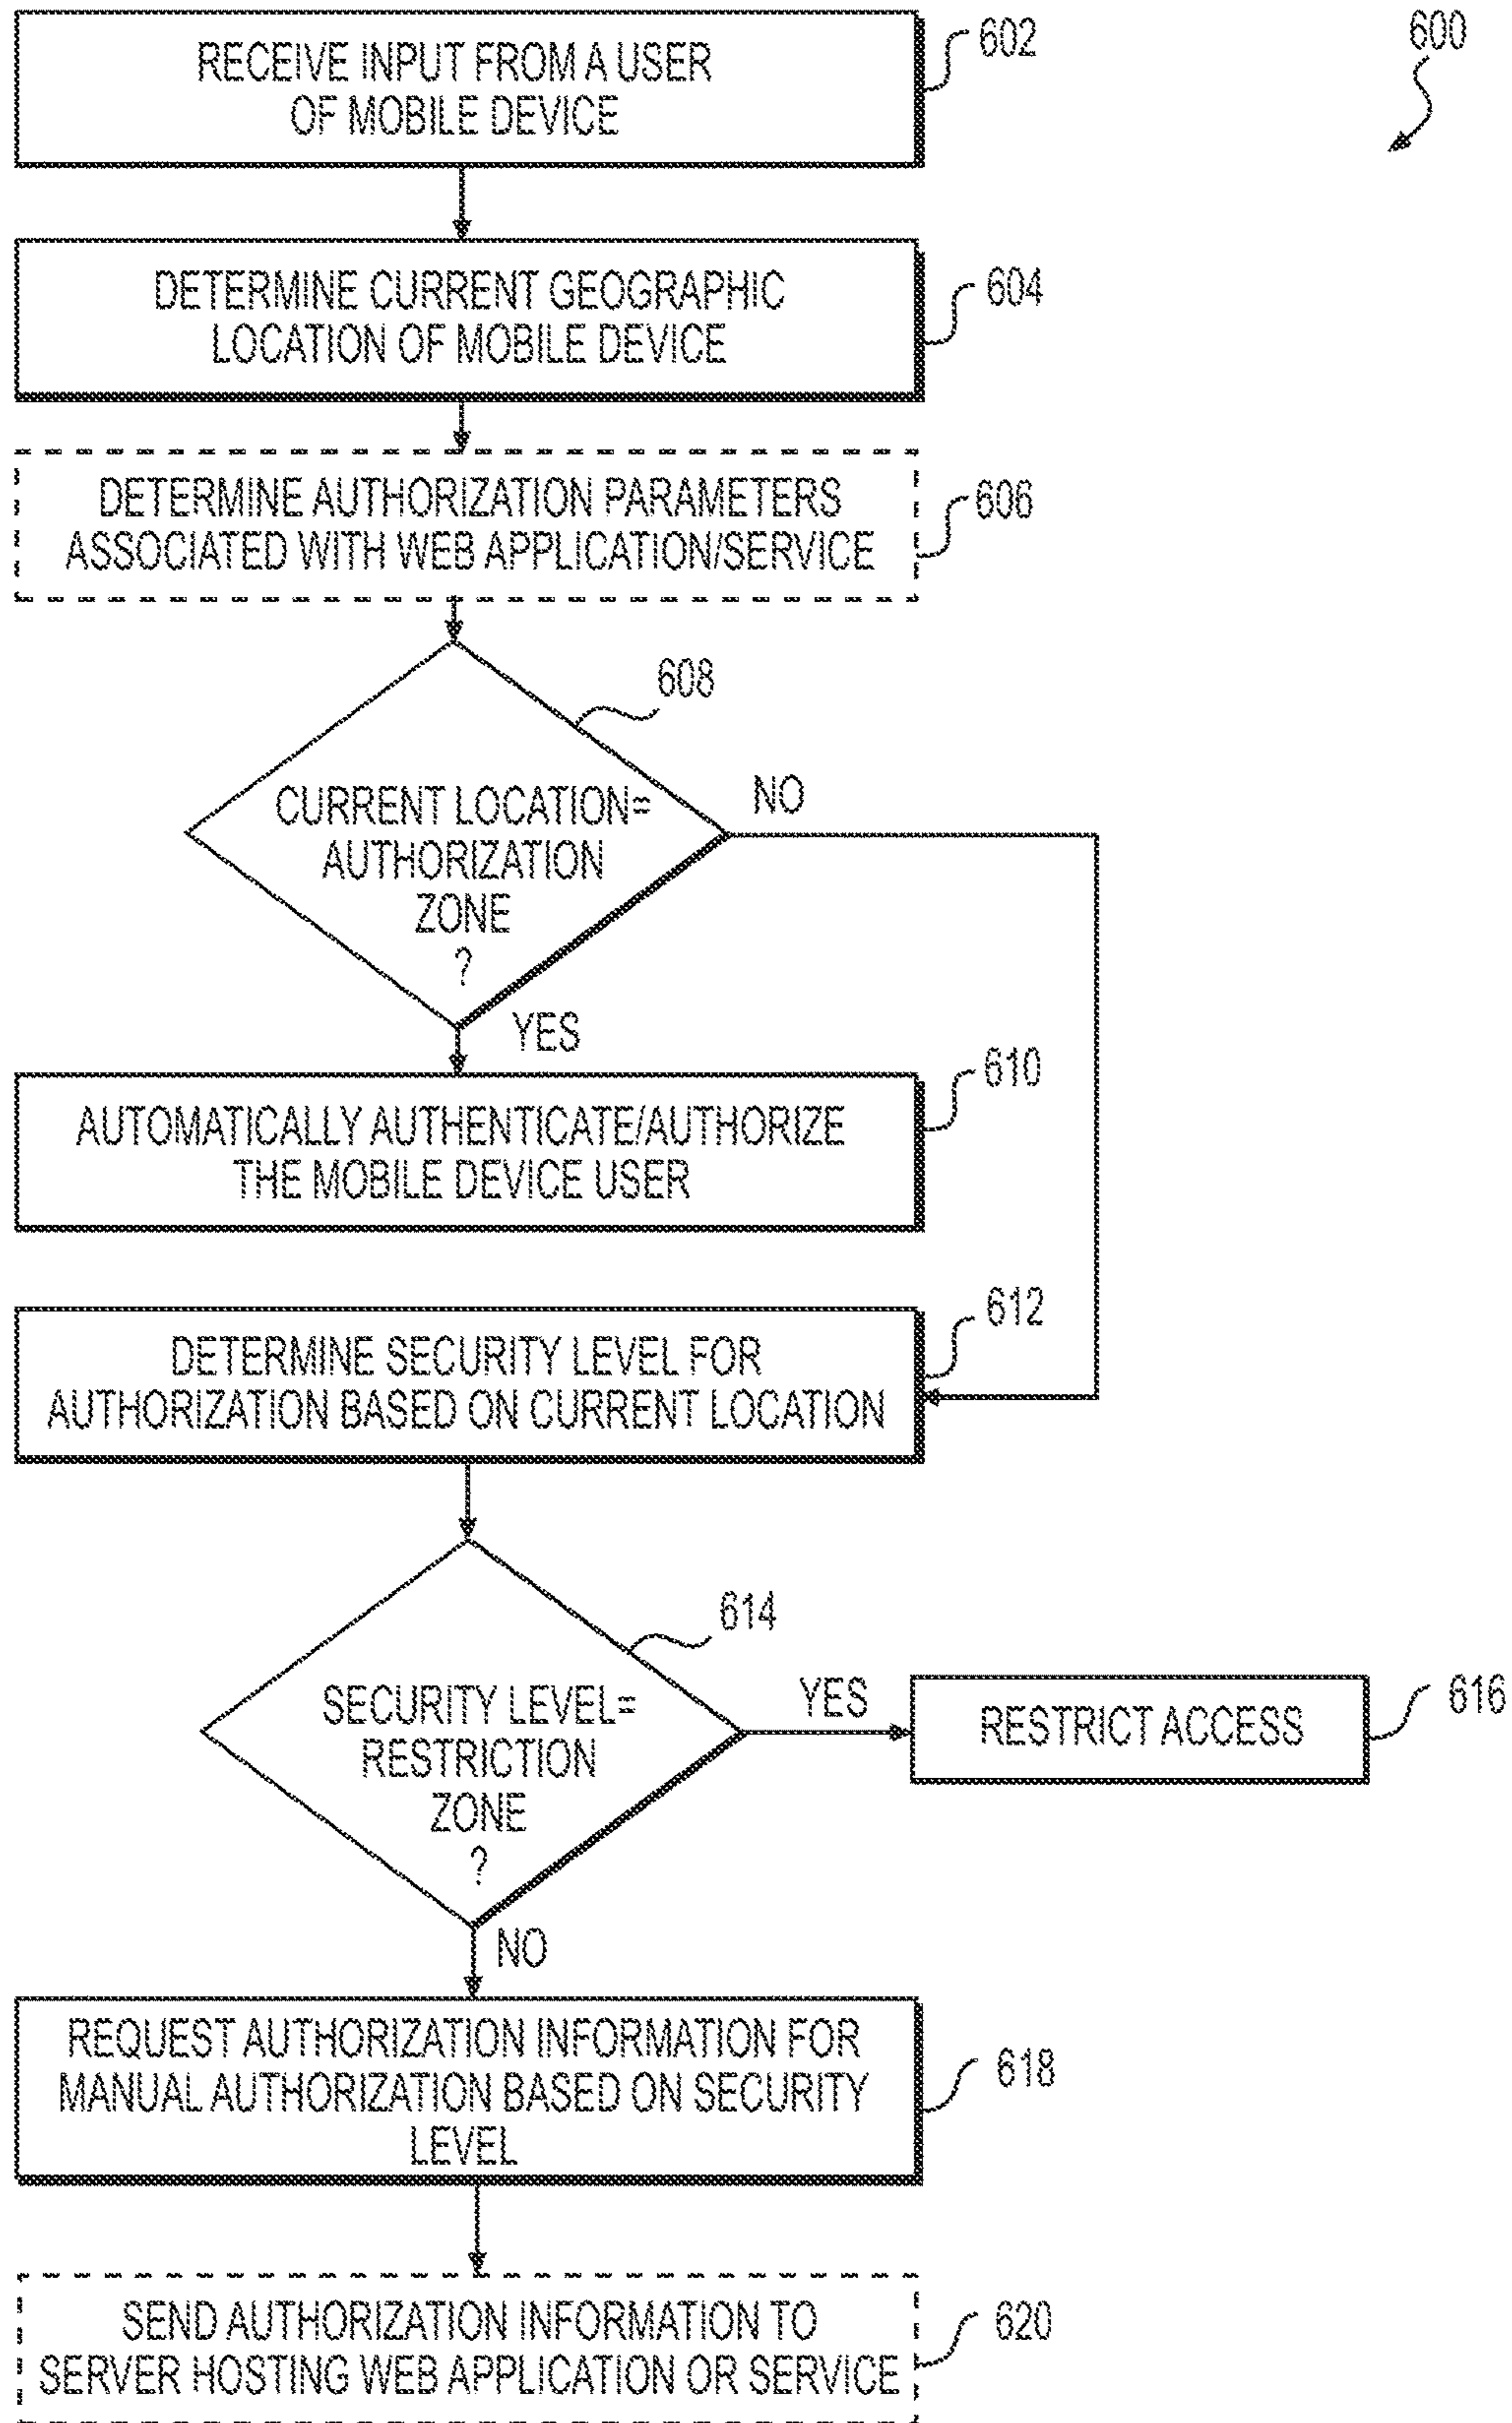 RECEIVE INPUT FROM A USER
OF MOBILE DEVICE
602
600
DETERMINE CURRENT GEOGRAPHIC
LOCATION OF MOBILE DEVICE
604
DETERMINE AUTHORIZATION PARAMETERS
ASSOCIATED WITH WEB APPLICATION/SERVICE
606
608
CURRENT LOCATION=
AUTHORIZATION
ZONE
?
NO
YES
610
AUTOMATICALLY AUTHENTICATE/AUTHORIZE
THE MOBILE DEVICE USER
612
DETERMINE SECURITY LEVEL FOR
AUTHORIZATION BASED ON CURRENT LOCATION
614
SECURITY LEVEL=
RESTRICTION
ZONE
?
YES
RESTRICT ACCESS
616
NO
REQUEST AUTHORIZATION INFORMATION FOR
MANUAL AUTHORIZATION BASED ON SECURITY
LEVEL
618
SEND AUTHORIZATION INFORMATION TO
SERVER HOSTING WEB APPLICATION OR SERVICE
620